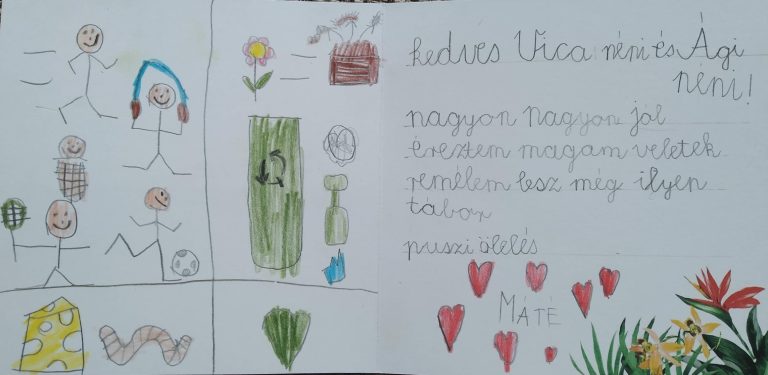 kedves Vica néni és Ági
néni!
nagyon nagyon jól
éreztem magam veletek
remélem lesz még ilyen
tábor
puszi ölelés
MÁTÉ